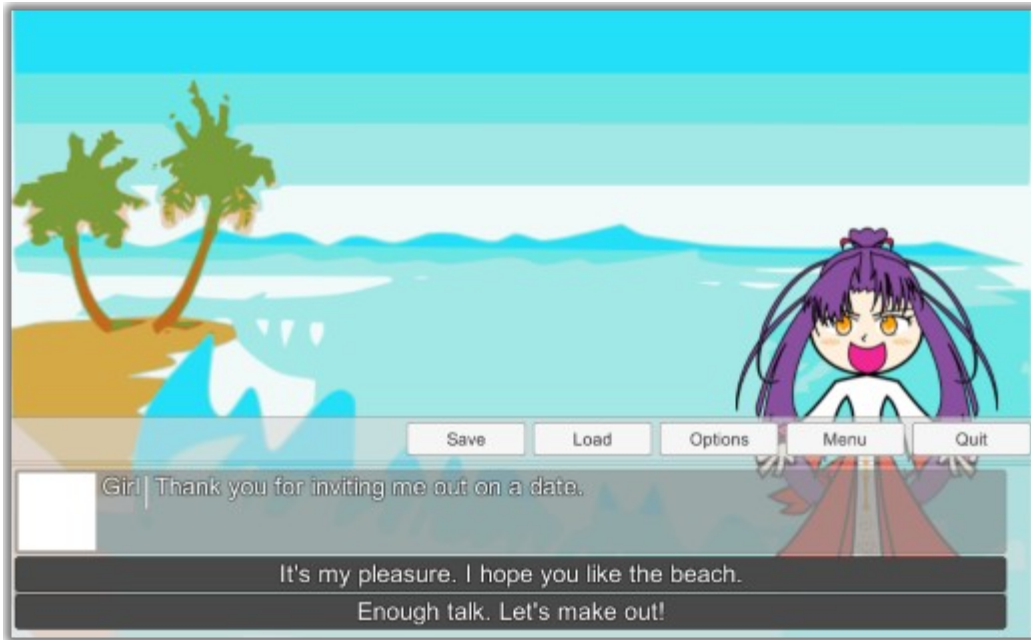 Save Load Options Menu Quit
Girl Thank you for inviting me out on a date.
It's my pleasure. I hope you like the beach.
Enough talk. Let's make out!